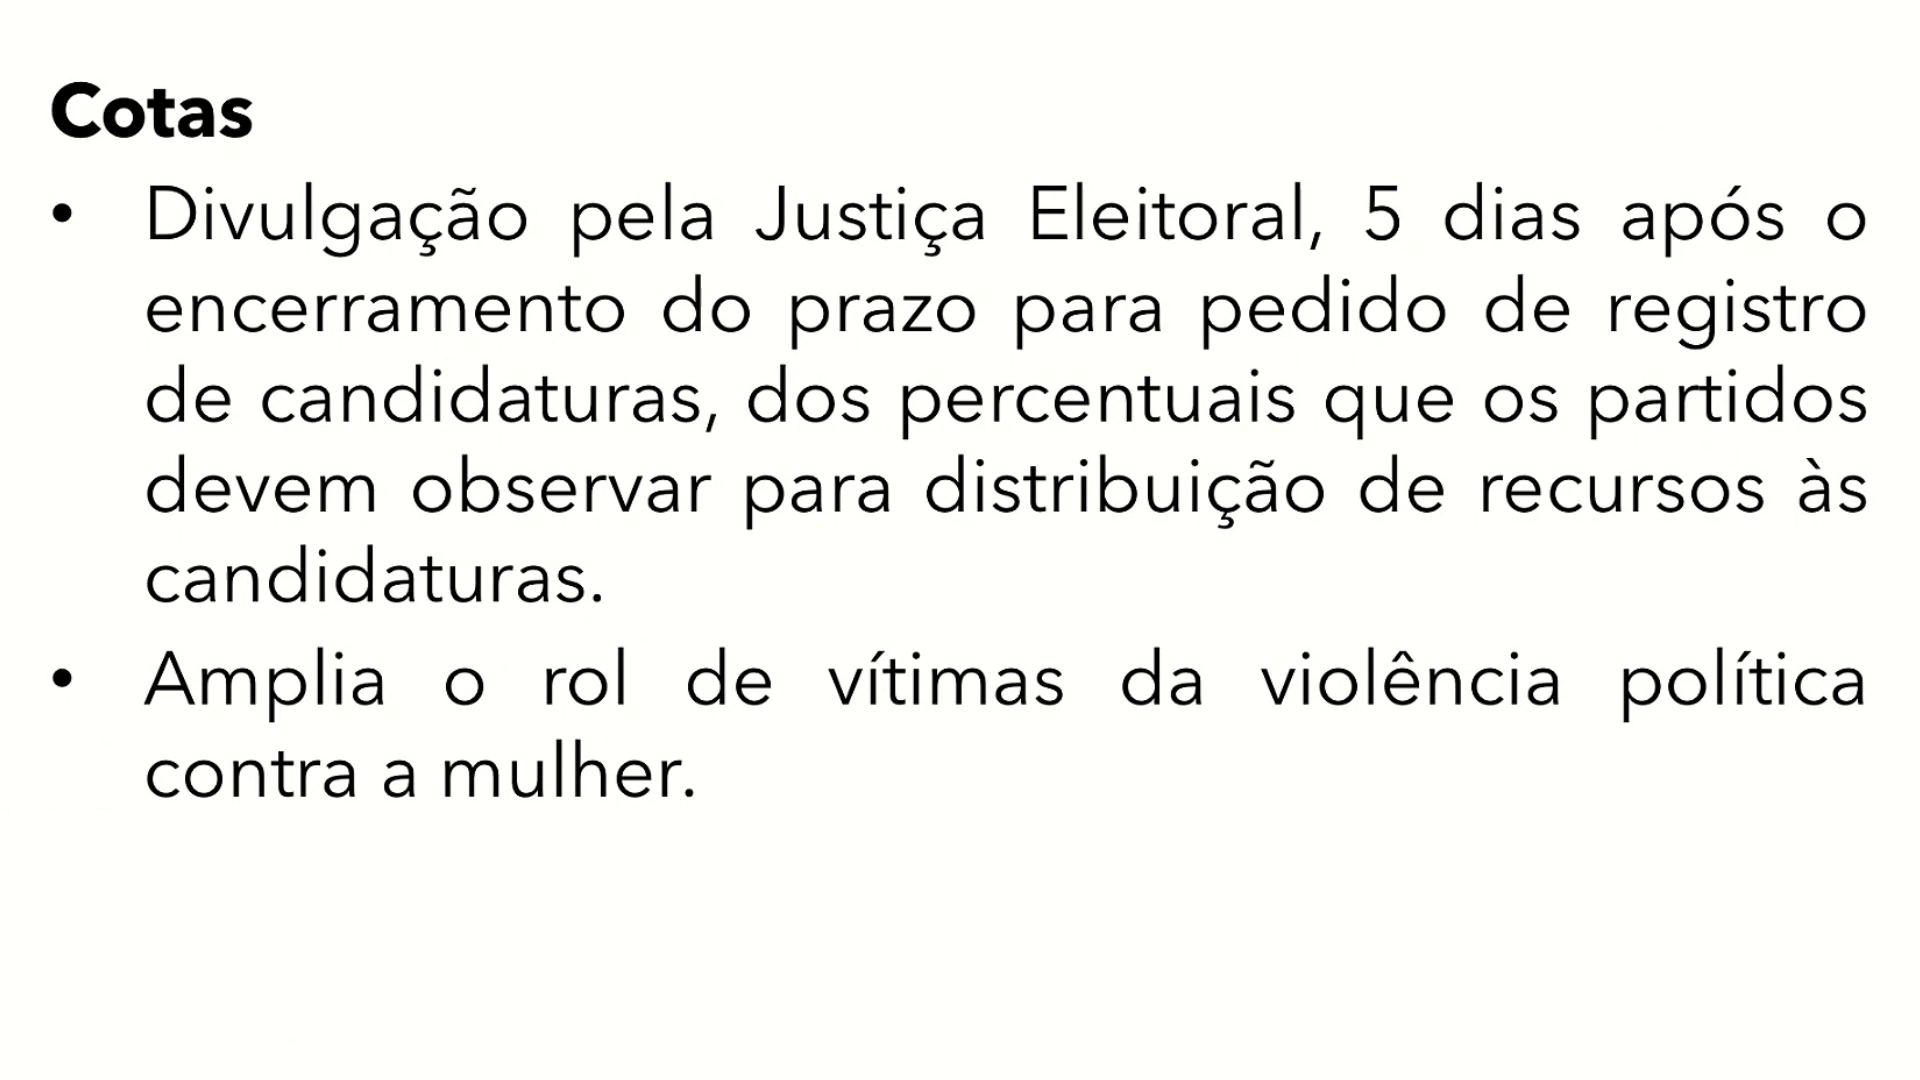 Cotas
• Divulgação pela Justiça Eleitoral, 5 dias após o
encerramento do prazo para pedido de registro
de candidaturas, dos percentuais que os partidos
devem observar para distribuição de recursos às
candidaturas.
• Amplia o rol de vítimas da violência política
contra a mulher.